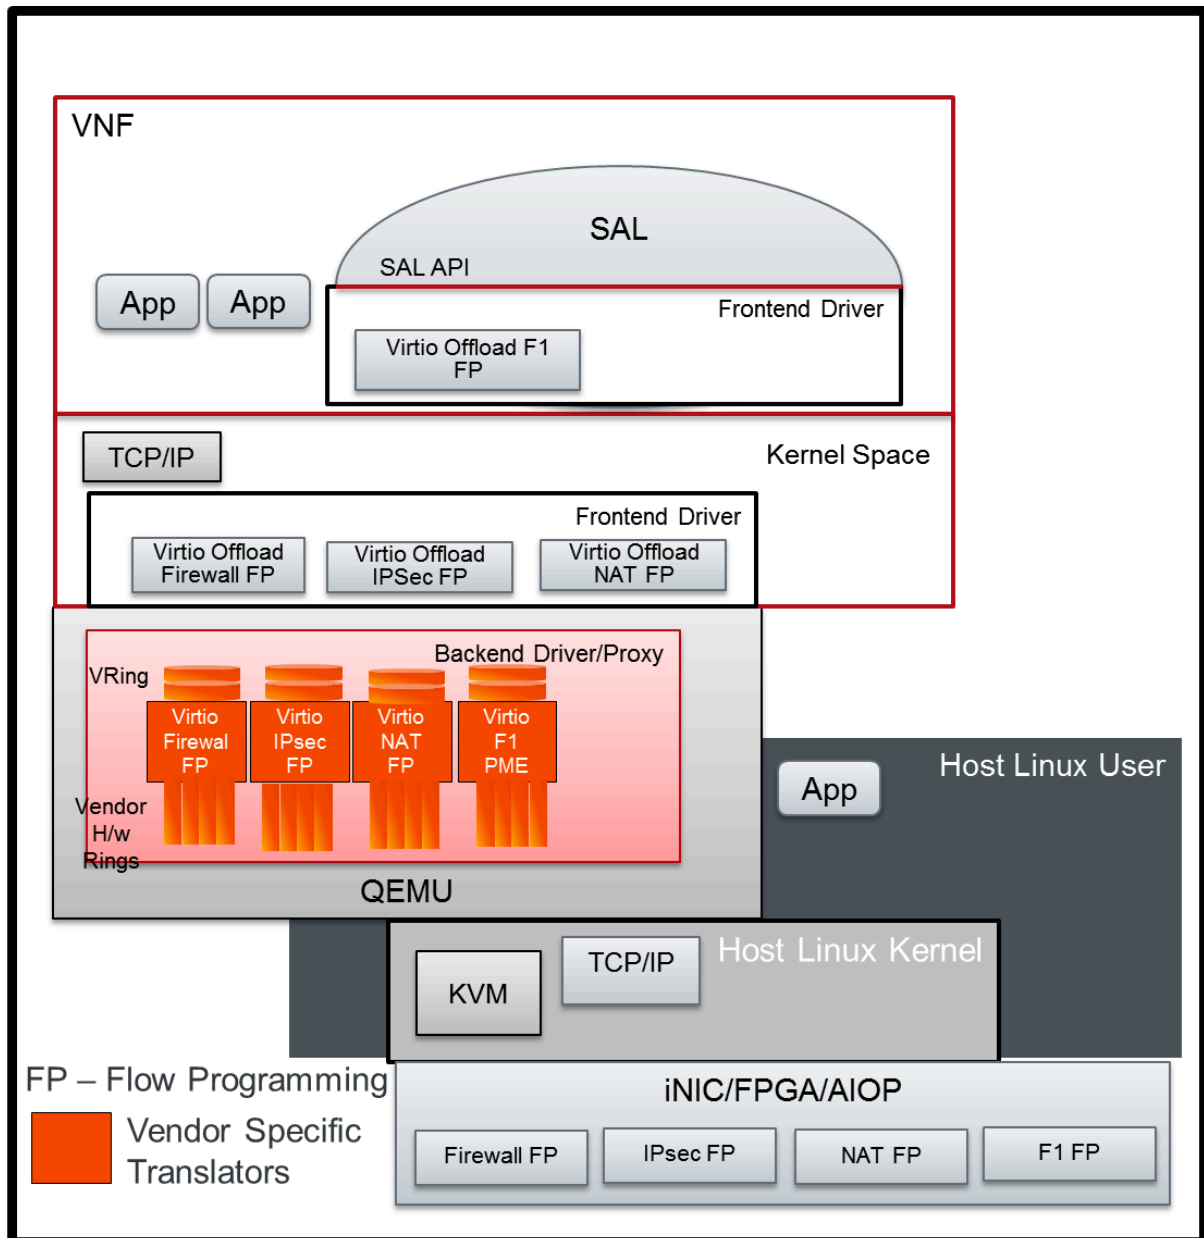 VNF
SAL
SAL API
App
App
Frontend Driver
Virtio Offload F1
FP
TCP/IP
Kernel Space
Frontend Driver
Virtio Offload
Firewall FP
Virtio Offload
IPSec FP
Virtio Offload
NAT FP
Backend Driver/Proxy
VRing
Virtio
Firewal
FP
Virtio
IPsec
FP
Virtio
NAT
FP
Virtio
F1
PME
Vendor
H/w
Rings
QEMU
Host Linux User
App
Host Linux Kernel
TCP/IP
KVM
FP – Flow Programming
Vendor Specific
Translators
iNIC/FPGA/AIOP
Firewall FP
IPsec FP
NAT FP
F1 FP